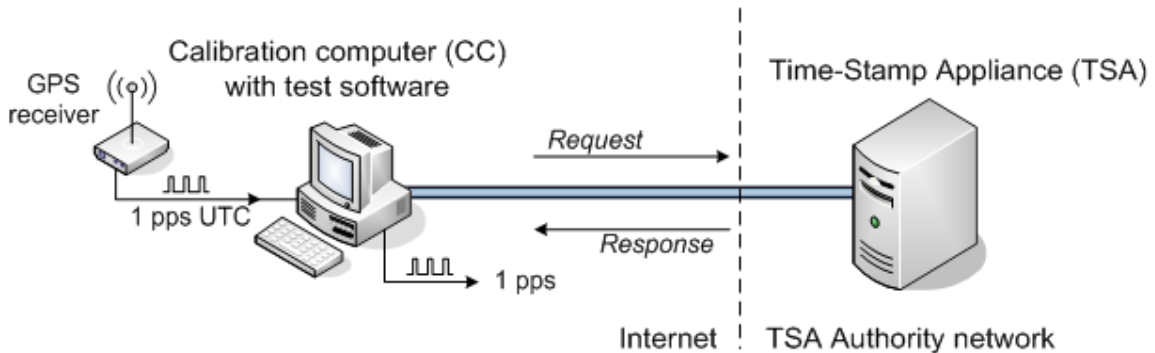 Calibration computer (CC)
with test software
GPS
receiver
Time-Stamp Appliance (TSA)
Request
1 pps UTC
Response
1 pps
Internet
TSA Authority network